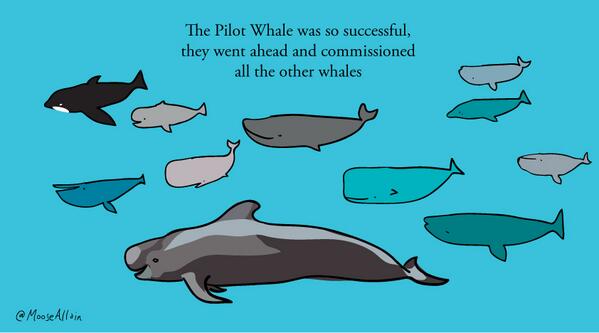 The Pilot Whale was so successful,
they went ahead and commissioned
all the other whales
@MooseAllain